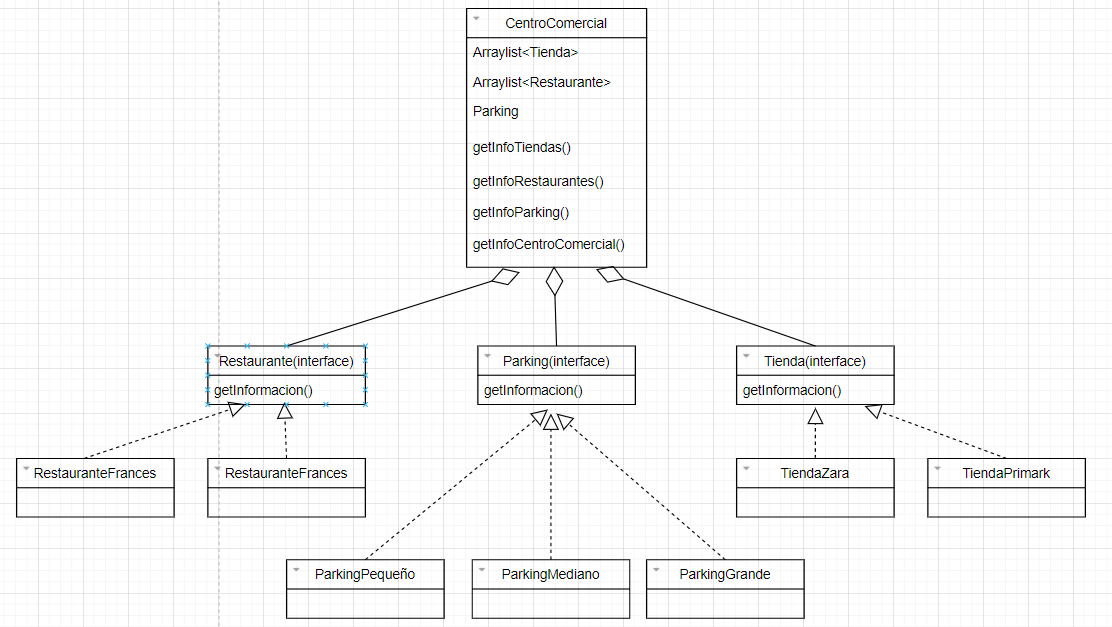 CentroComercial
Arraylist<Tienda>
Arraylist<Restaurante>
Parking
getInfoTiendas()
getInfoRestaurantes()
getInfoParking()
getInfoCentroComercial()
Restaurante(interface)
getInformacion()
Parking(interface)
getInformacion()
Tienda(interface)
getInformacion()
RestauranteFrances
RestauranteFrances
TiendaZara
TiendaPrimark
ParkingPequeño
ParkingMediano
ParkingGrande